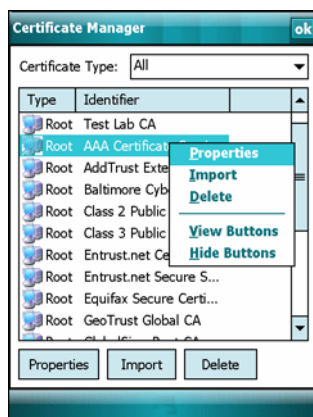 Certificate Manager ok
Certificate Type: All
Type Identifier
Root Test Lab CA
Root AAA Certificate
Root AddTrust Exte
Root Baltimore Cyb
Root Class 2 Public
Root Class 3 Public
Root Entrust.net Ce
Root Entrust.net Secure S...
Root Equifax Secure Certi...
Root GeoTrust Global CA
Properties
Import
Delete
View Buttons
Hide Buttons
Properties Import Delete